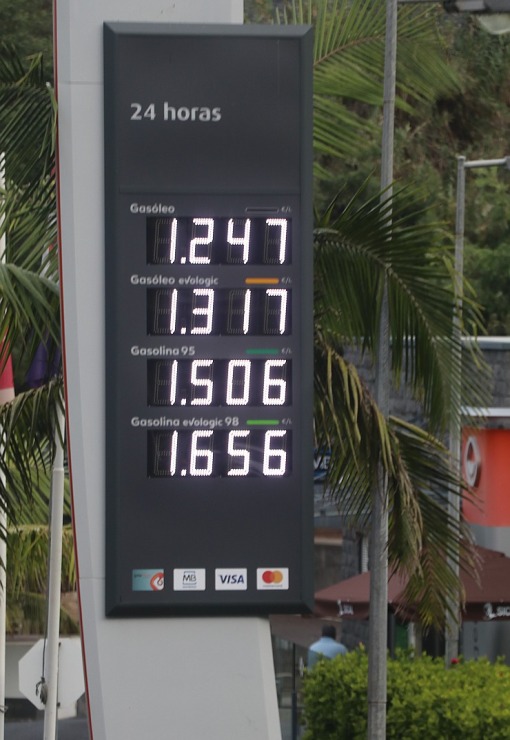 24 horas
Gasóleo €/l
1.247
Gasóleo evologic €/l
1.317
Gasolina 95 €/l
1.506
Gasolina evologic 98 €/l
1.656
MB VISA